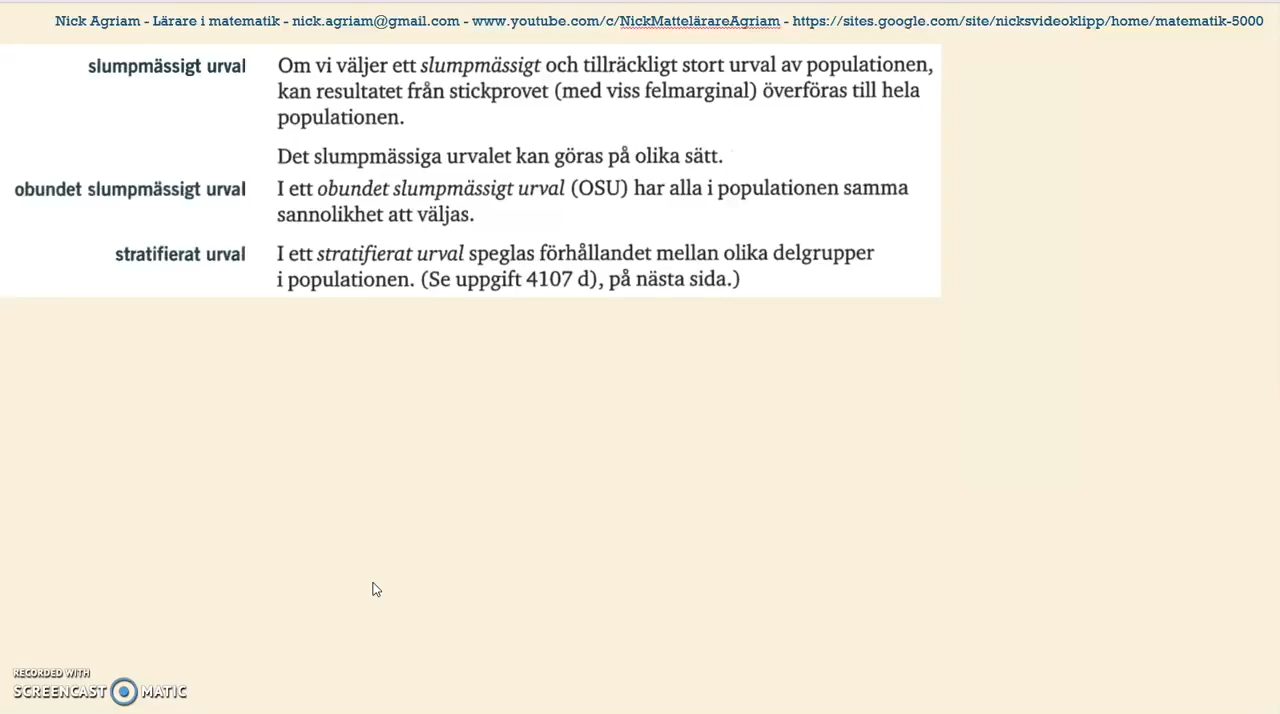 Nick Agriam - Lärare i matematik - nick.agriam@gmail.com - www.youtube.com/c/NickMattelärareAgriam - https://sites.google.com/site/nicksvideoklipp/home/matematik-5000
slumpmässigt urval Om vi väljer ett slumpmässigt och tillräckligt stort urval av populationen,
kan resultatet från stickprovet (med viss felmarginal) överföras till hela
populationen.
Det slumpmässiga urvalet kan göras på olika sätt.
obundet slumpmässigt urval I ett obundet slumpmässigt urval (OSU) har alla i populationen samma
sannolikhet att väljas.
stratifierat urval I ett stratifierat urval speglas förhållandet mellan olika delgrupper
i populationen. (Se uppgift 4107 d), på nästa sida.)
RECORDED WITH
SCREENCAST MATIC